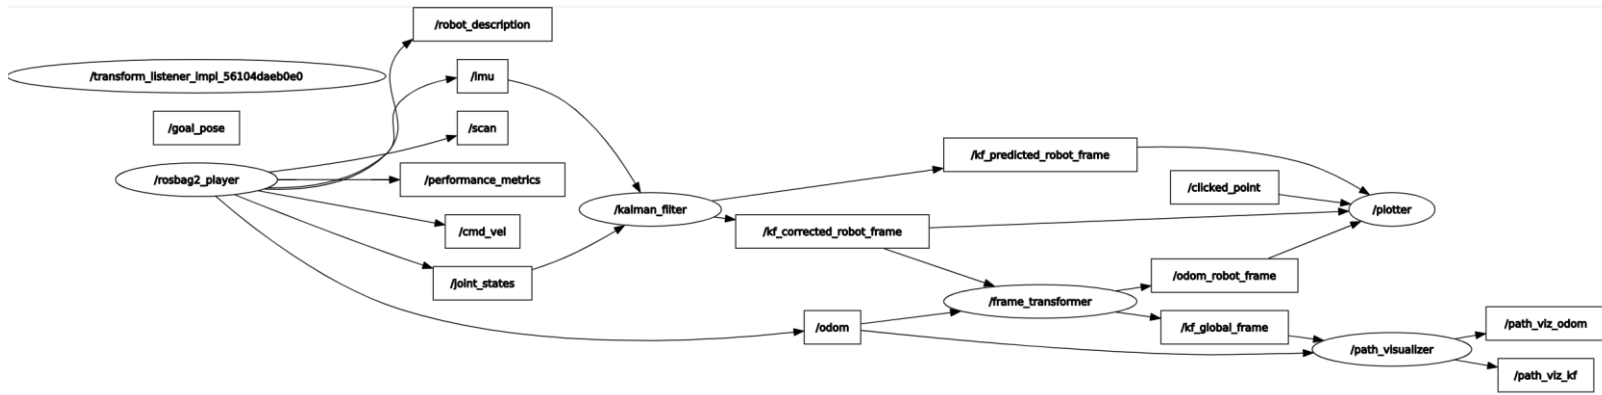 /robot_description
/transform_listener_impl_56104daeb0e0
/imu
/goal_pose
/scan
/rosbag2_player
/performance_metrics
/cmd_vel
/joint_states
/kalman_filter
/kf_predicted_robot_frame
/clicked_point
/plotter
/kf_corrected_robot_frame
/odom_robot_frame
/frame_transformer
/odom
/kf_global_frame
/path_visualizer
/path_viz_odom
/path_viz_kf